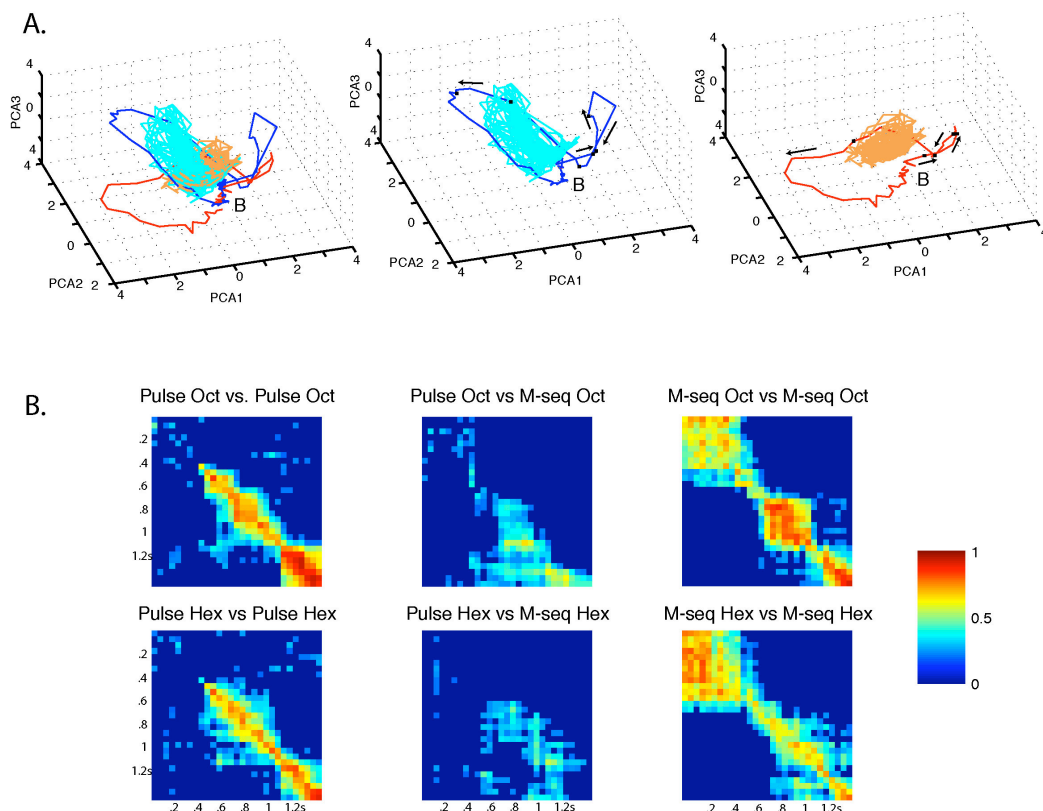 A.
4
4
4
PCA3
0
0
0
4
4
4
2
2
2
0
0
0
PCA2
2
4
2
0
2
4
PCA1
B
PCA3
PCA2
2
4
2
0
2
4
PCA1
B
PCA3
PCA2
2
4
2
0
2
4
PCA1
B
B.
Pulse Oct vs. Pulse Oct
Pulse Oct vs M-seq Oct
M-seq Oct vs M-seq Oct
.2
.4
.6
.8
1
1.2s
1
0.5
0
Pulse Hex vs Pulse Hex
Pulse Hex vs M-seq Hex
M-seq Hex vs M-seq Hex
.2
.4
.6
.8
1
1.2s
.2 .4 .6 .8 1 1.2s
.2 .4 .6 .8 1 1.2s
.2 .4 .6 .8 1 1.2s